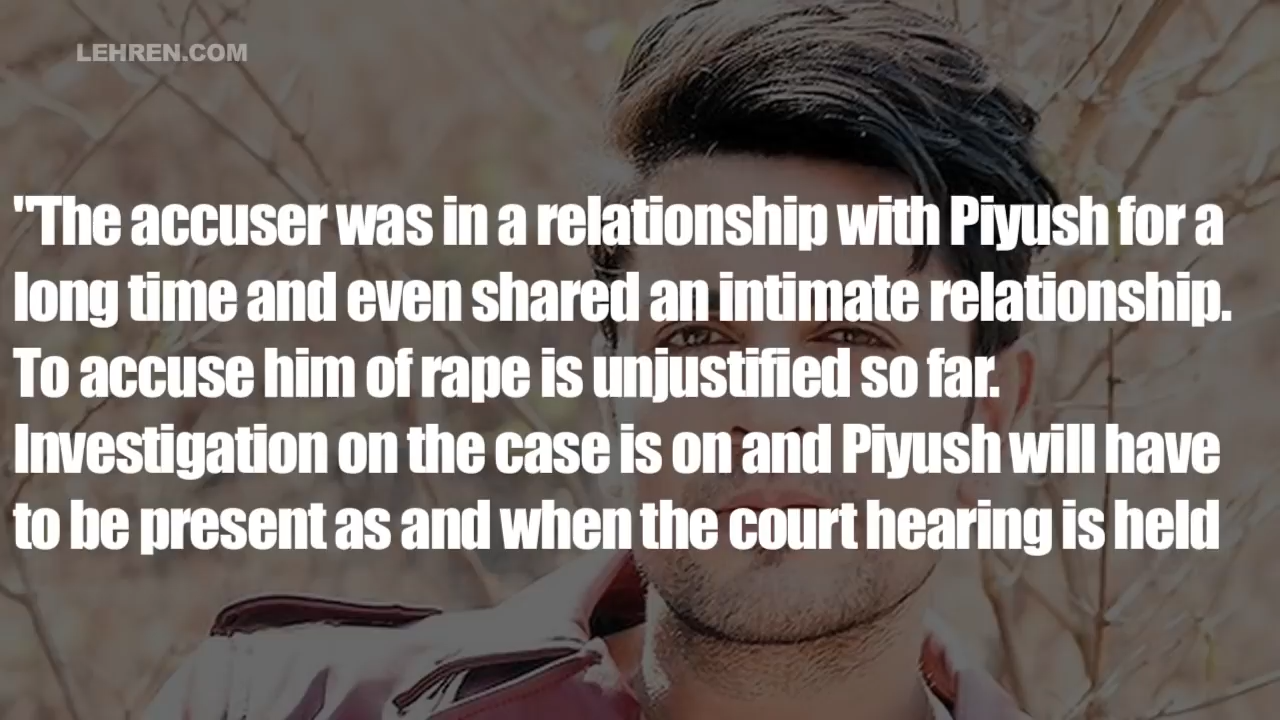 LEHREN.COM
"The accuser was in a relationship with Piyush for a
long time and even shared an intimate relationship.
To accuse him of rape is unjustified so far.
Investigation on the case is on and Piyush will have
to be present as and when the court hearing is held